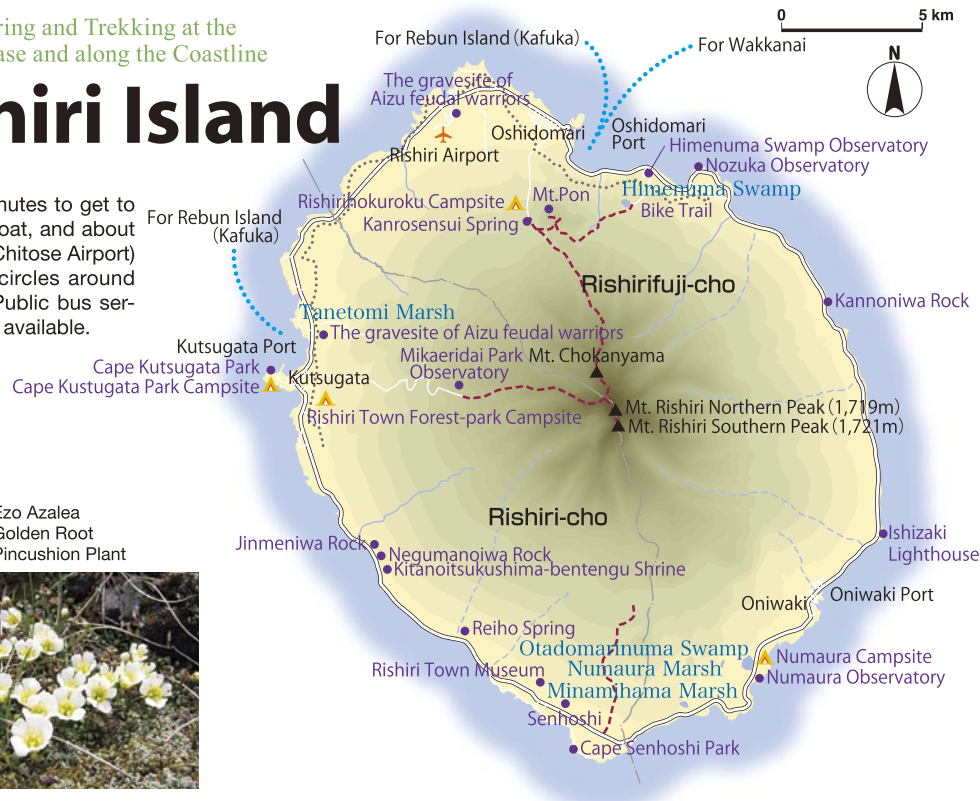 ring and Trekking at the
ase and along the Coastline
hiri Island
nutes to get to
oat, and about
Chitose Airport)
circles around
Public bus ser-
available.
Ezo Azalea
Golden Root
Pincushion Plant
0 5 km
N
For Rebun Island (Kafuka)
For Wakkanai
The gravesite of
Aizu feudal warriors
Oshidomari
Oshidomari
Port
Rishiri Airport
Himenuma Swamp Observatory
Nozuka Observatory
Himenuma Swamp
Rishirihokuroku Campsite
Mt.Pon
Bike Trail
Kanrosensui Spring
For Rebun Island
(Kafuka)
Rishirifuji-cho
Kannoniwa Rock
Tanetomi Marsh
The gravesite of Aizu feudal warriors
Kutsugata Port
Mikaeridai Park
Observatory
Mt. Chokanyama
Cape Kutsugata Park
Kutsugata
Cape Kustugata Park Campsite
Rishiri Town Forest-park Campsite
Mt. Rishiri Northern Peak (1,719m)
Mt. Rishiri Southern Peak (1,721m)
Rishiri-cho
Ishizaki
Lighthouse
Jinmeniwa Rock
Negumanoiwa Rock
Kitanoitsukushima-bentengu Shrine
Oniwaki
Oniwaki Port
Reiho Spring
Otadomarinuma Swamp
Numaura Campsite
Rishiri Town Museum
Numaura Marsh
Numaura Observatory
Minamihama Marsh
Senhoshi
Cape Senhoshi Park